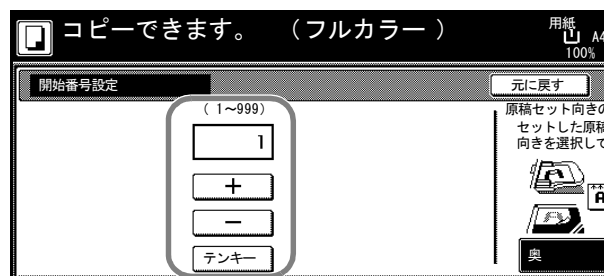 コピーできます。 （フルカラー ）
用紙
A4
100%
開始番号設定
元に戻す
( 1〜999)
1
＋
−
テンキー
原稿セット向きの
セットした原稿
向きを選択して
奥